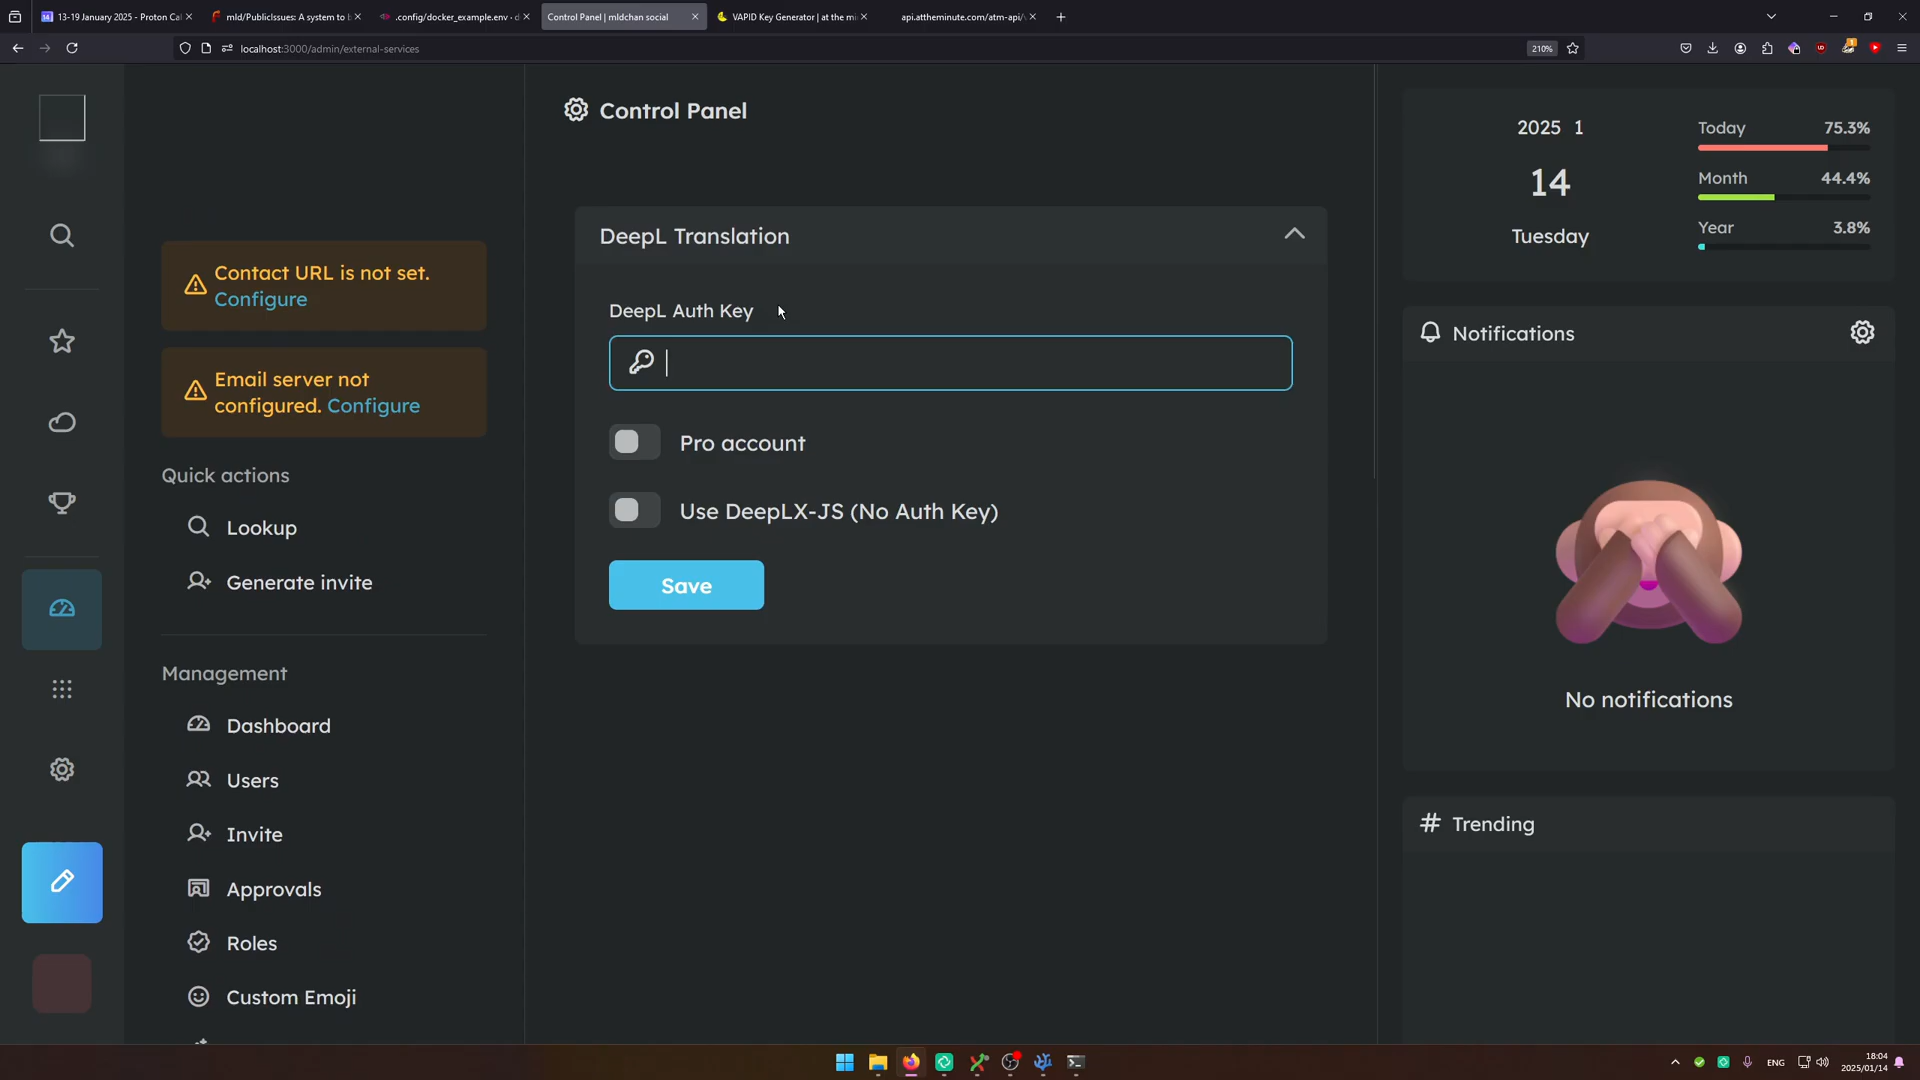 13-19 January 2025 - Proton Cal
mld/PublicIssues: A system to b
.config/docker_example.env · d
Control Panel | mldchan social
VAPID Key Generator | at the mi
api.attheminute.com/atm-api/
localhost:3000/admin/external-services
210%
Control Panel
Contact URL is not set.
Configure
Email server not
configured. Configure
Quick actions
Lookup
Generate invite
Management
Dashboard
Users
Invite
Approvals
Roles
Custom Emoji
DeepL Translation
DeepL Auth Key
Pro account
Use DeepLX-JS (No Auth Key)
Save
2025 1
14
Tuesday
Today 75.3%
Month 44.4%
Year 3.8%
Notifications
No notifications
# Trending
ENG
18:04
2025/01/14